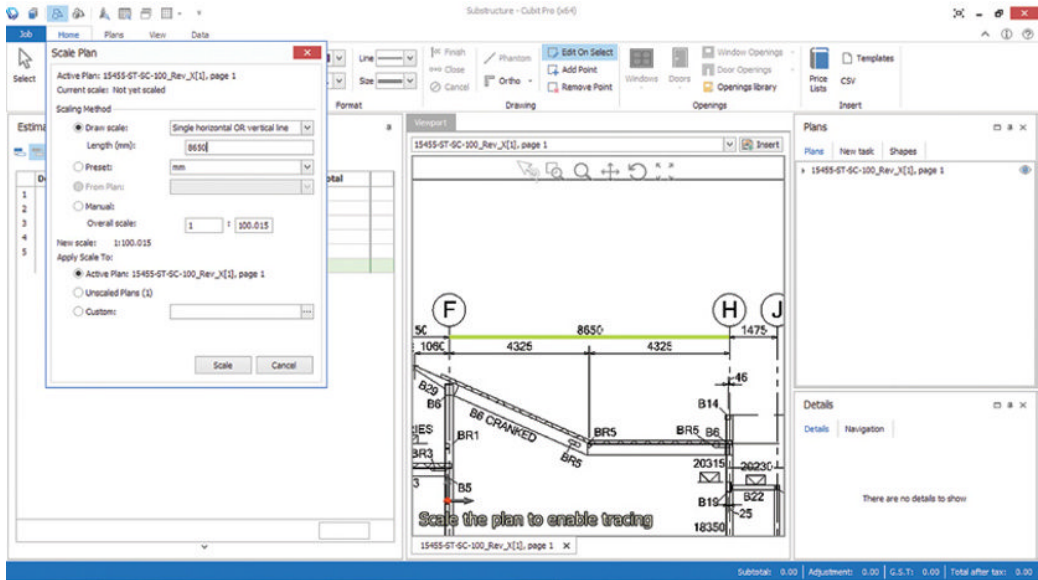 Substructure - Cubit Pro (x64)
Job Home Plans View Data
Scale Plan
Active Plan: 15455-ST-SC-100_Rev_X[1], page 1
Current scale: Not yet scaled
Scaling Method
Draw scale: Single horizontal OR vertical line
Length (mm): 8650
Preset: mm
From Plan:
Manual:
Overall scale: 1 : 100.015
New scale: 1:100.015
Apply Scale To:
Active Plan: 15455-ST-SC-100_Rev_X[1], page 1
Unscaled Plans (1)
Custom:
Scale Cancel
Select
Line
Size
Format
Finish
Close
Cancel
Phantom
Ortho
Edit On Select
Add Point
Remove Point
Drawing
Windows Doors
Window Openings
Door Openings
Openings library
Openings
Price Lists
Templates
CSV
Insert
Estima
D
otal
1
2
3
4
5
Viewport
15455-ST-SC-100_Rev_X[1], page 1 Insert
F H J
50 8650 1475
1060 4325 4325
46
B29
B6
B14
B6 CRANKED
IES
BR1
BR5
BR5 B6
BR3
BR5
20315 20230
3
B5
B19 B22
25
18350
Scale the plan to enable tracing
15455-ST-SC-100_Rev_X[1], page 1
Plans
Plans New task Shapes
15455-ST-SC-100_Rev_X[1], page 1
Details
Details Navigation
There are no details to show
Subtotal: 0.00 Adjustment: 0.00 G.S.T: 0.00 Total after tax: 0.00